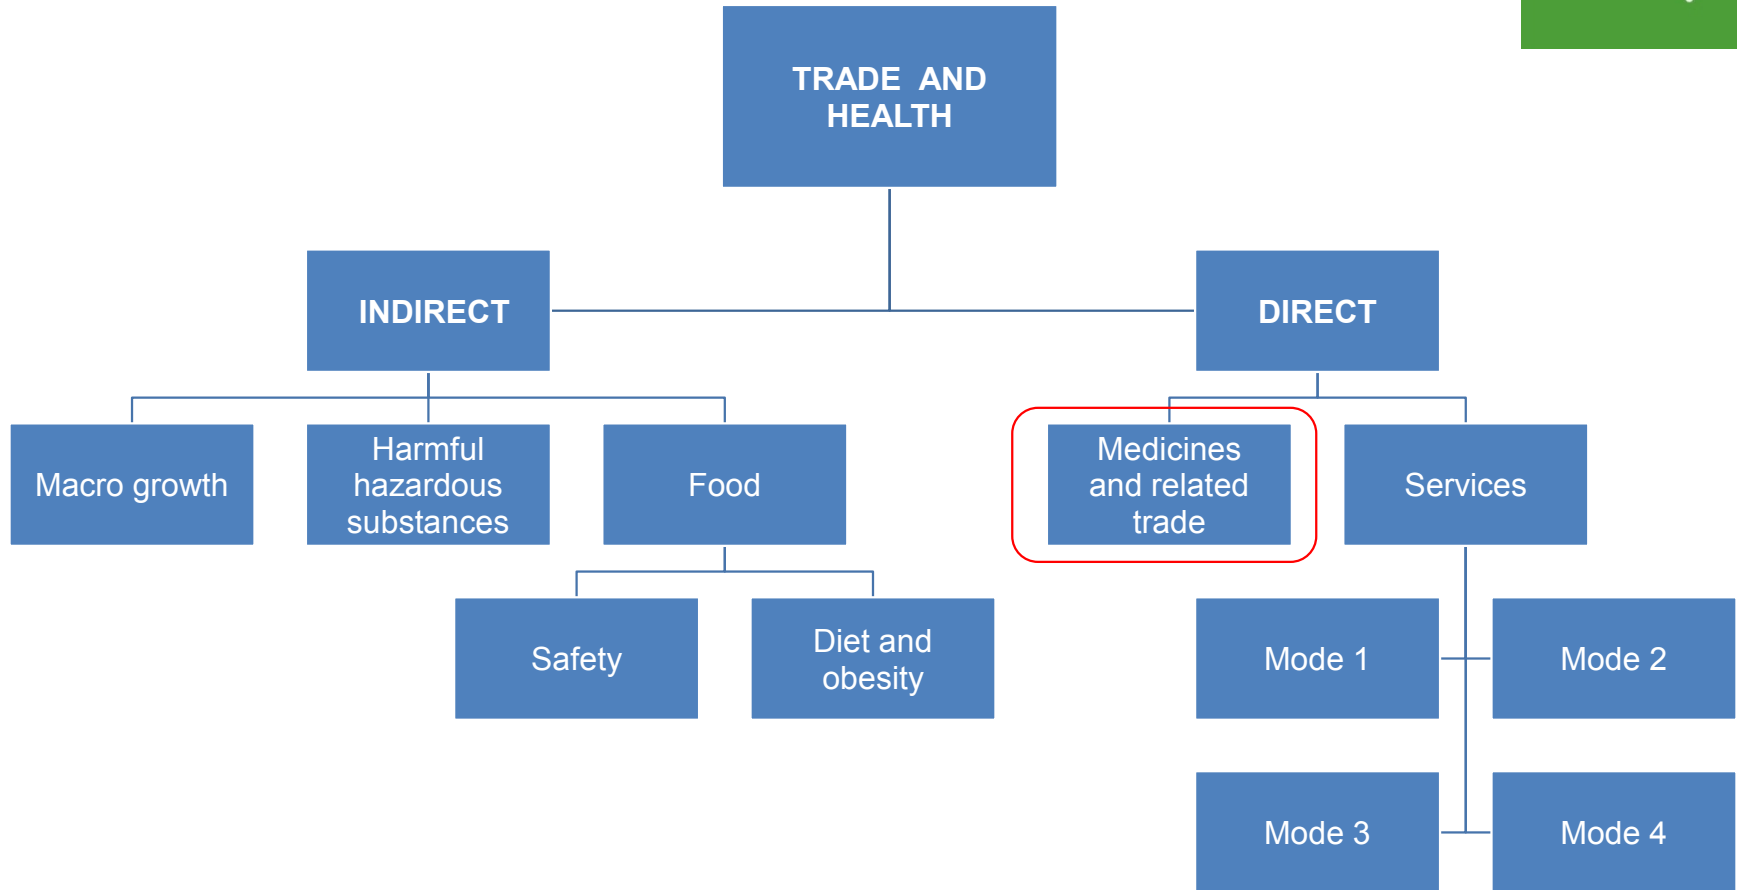 TRADE AND
HEALTH
INDIRECT
DIRECT
Macro growth
Harmful
hazardous
substances
Food
Medicines
and related
trade
Services
Safety
Diet and
obesity
Mode 1
Mode 2
Mode 3
Mode 4